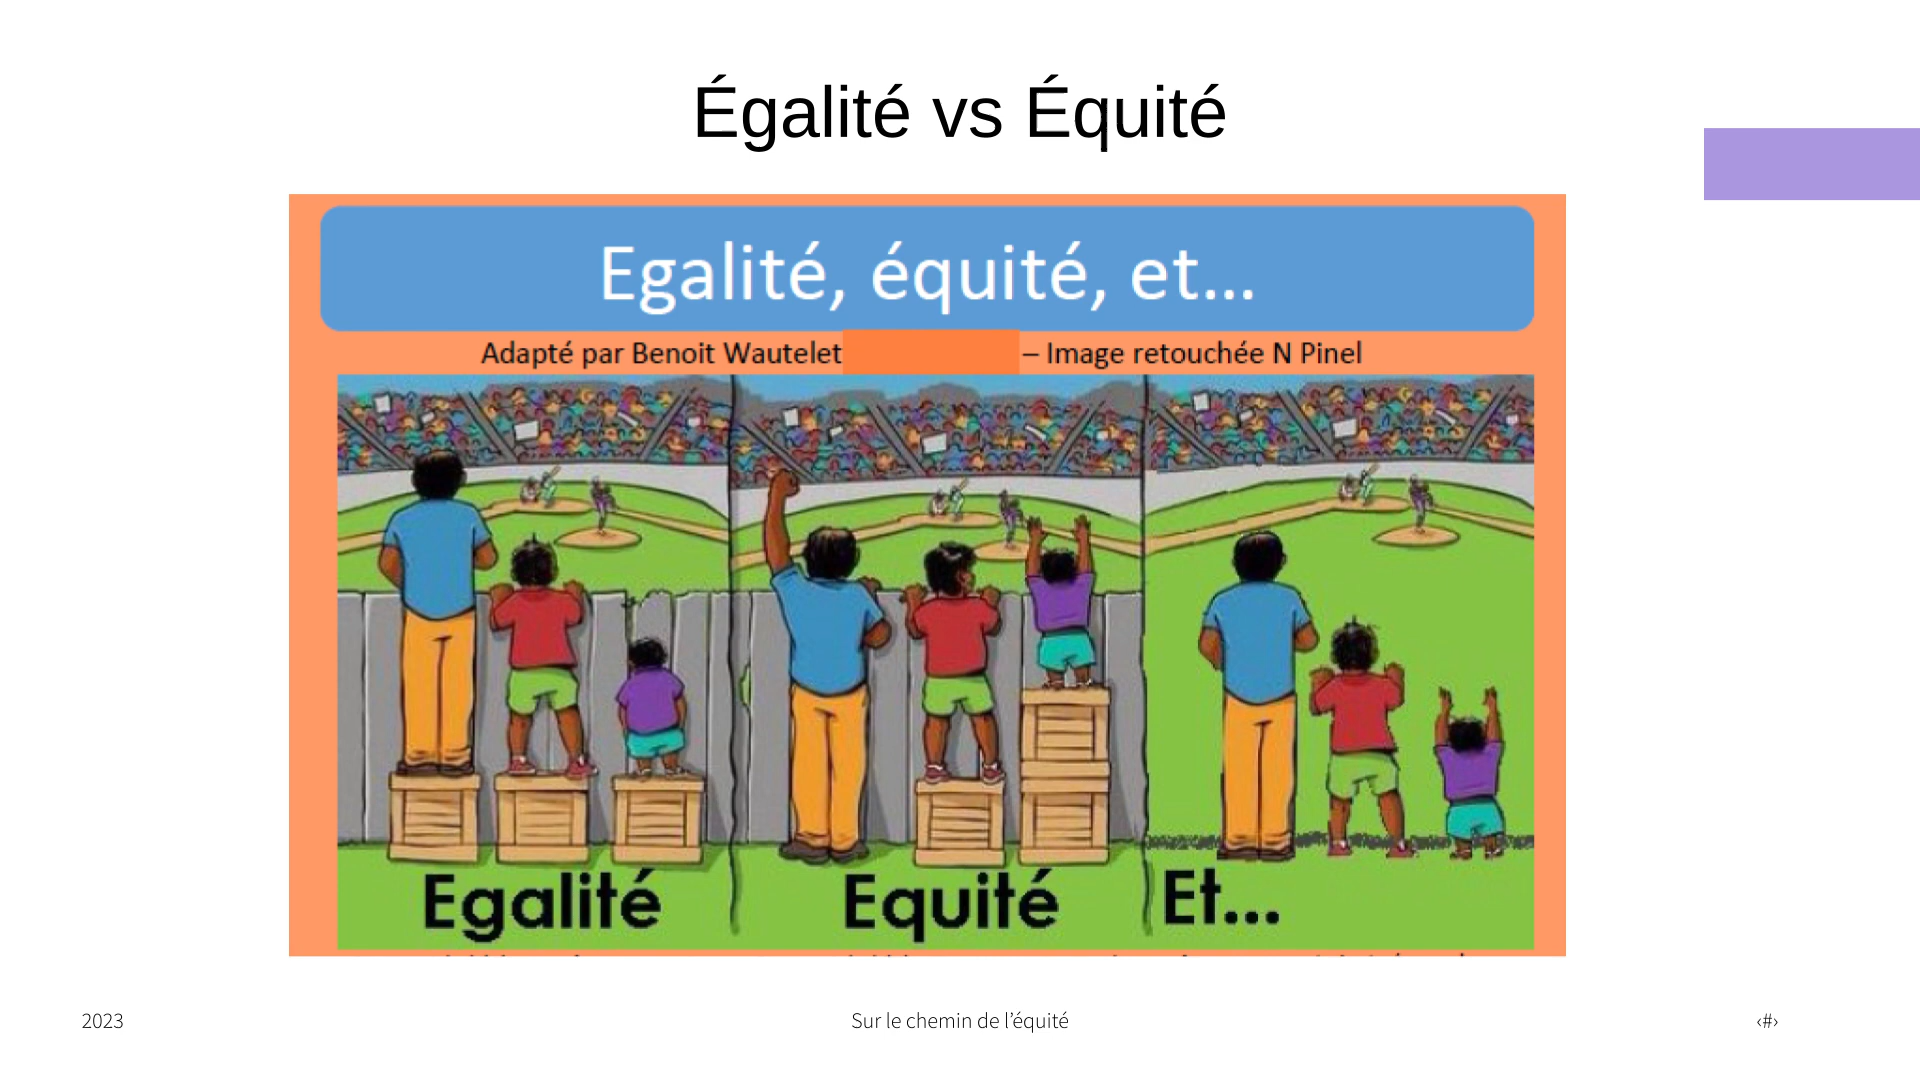 Égalité vs Équité
Egalité, équité, et...
Adapté par Benoit Wautelet – Image retouchée N Pinel
Egalité Equité Et...
2023 Sur le chemin de l’équité ‹#›